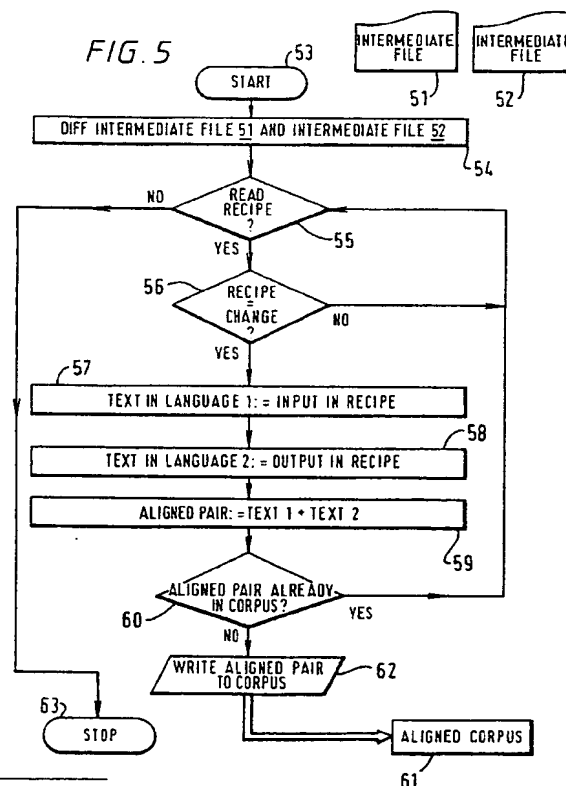 FIG. 5
53
START
INTERMEDIATE
FILE
51
INTERMEDIATE
FILE
52
DIFF INTERMEDIATE FILE 51 AND INTERMEDIATE FILE 52
54
NO
READ
RECIPE
?
55
YES
56
RECIPE
=
CHANGE
?
NO
YES
57
TEXT IN LANGUAGE 1: = INPUT IN RECIPE
58
TEXT IN LANGUAGE 2: = OUTPUT IN RECIPE
ALIGNED PAIR: =TEXT 1 + TEXT 2
59
ALIGNED PAIR ALREADY
IN CORPUS?
60
YES
NO
WRITE ALIGNED PAIR
TO CORPUS
62
63
STOP
ALIGNED CORPUS
61